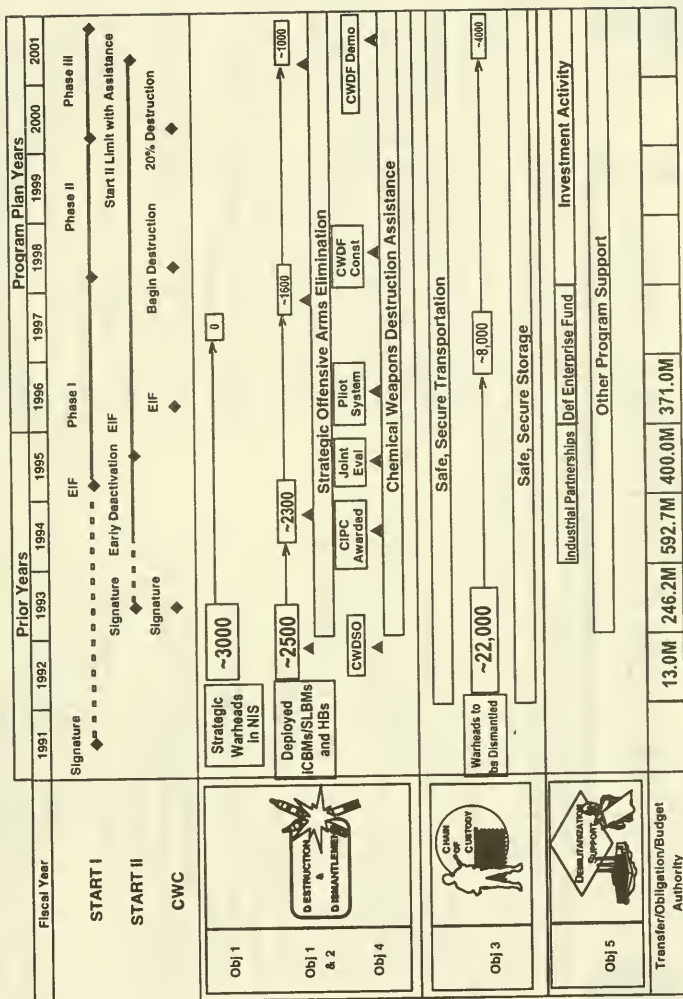 Fiscal Year
Prior Years
Program Plan Years
1991 1992 1993 1994 1995 1996 1997 1998 1999 2000 2001
START I
Signature EIF Phase I Phase II Phase III
START II
Signature Early Deactivation EIF Start II Limit with Assistance
CWC
Signature EIF Begin Destruction 20% Destruction
Obj 1
Obj 1
& 2
Obj 4
DESTRUCTION
&
DISMANTLEMENT
Strategic
Warheads
in NIS
~3000 0
Deployed
ICBMs/SLBMs
and HBs
~2500 ~2300 ~1600 ~1000
Strategic Offensive Arms Elimination
CWDSO
CIPC
Awarded
Joint
Eval
Pilot
System
CWDF
Const
CWDF Demo
Chemical Weapons Destruction Assistance
Obj 3
CHAIN
OF
CUSTODY
Safe, Secure Transportation
Warheads to
be Dismantled
~22,000 ~8,000 ~4000
Safe, Secure Storage
Obj 5
DEMILITARIZATION
SUPPORT
Industrial Partnerships Def Enterprise Fund Investment Activity
Other Program Support
Transfer/Obligation/Budget
Authority
13.0M 246.2M 592.7M 400.0M 371.0M